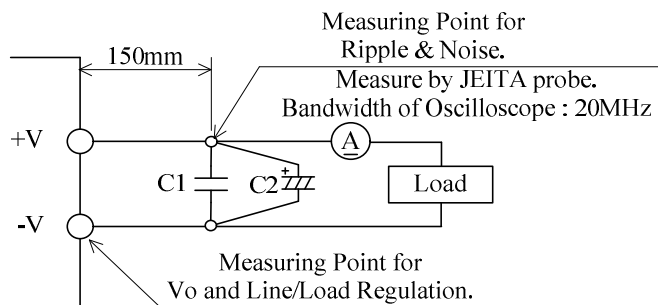 Measuring Point for
Ripple & Noise.
150mm
Measure by JEITA probe.
Bandwidth of Oscilloscope : 20MHz
+V
A
C1
+
C2
Load
-V
Measuring Point for
Vo and Line/Load Regulation.